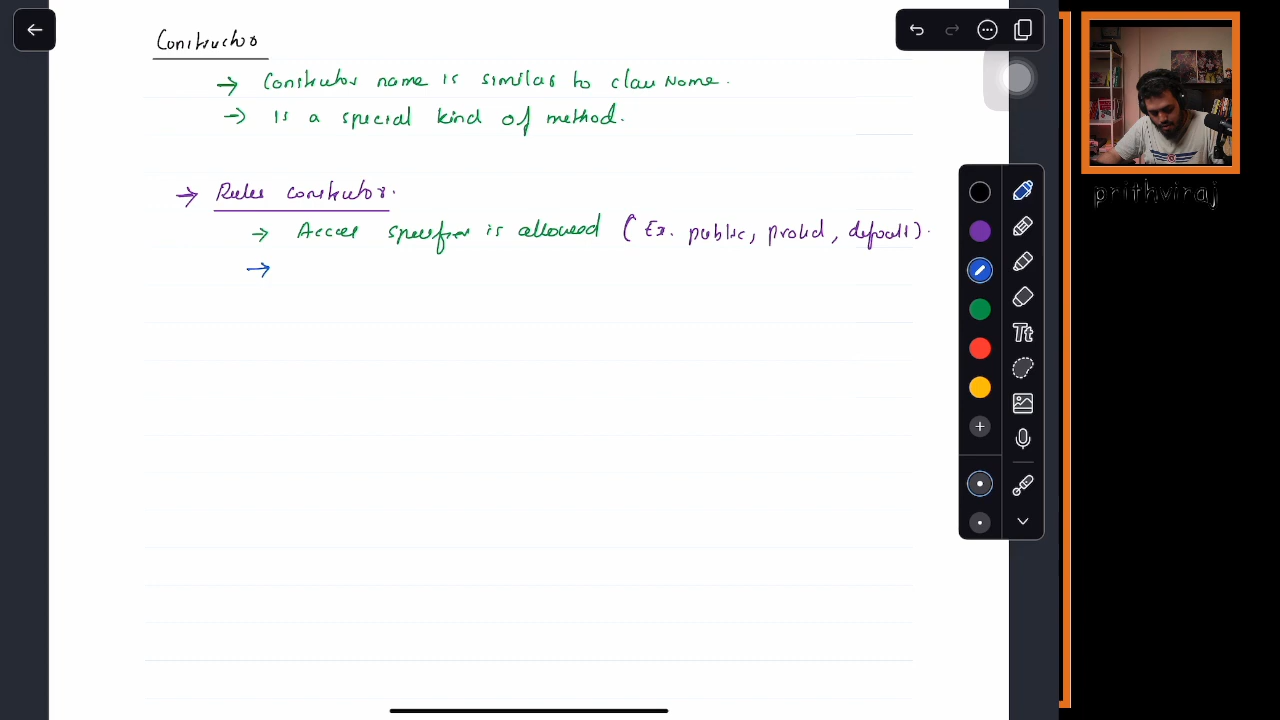 Constructor
→ Constructor name is similar to class Name.
→ Is a special kind of method.
→ Rules constructor.
→ Access specifier is allowed ( Ex. public, protected, default).
→
Tt
prithviraj